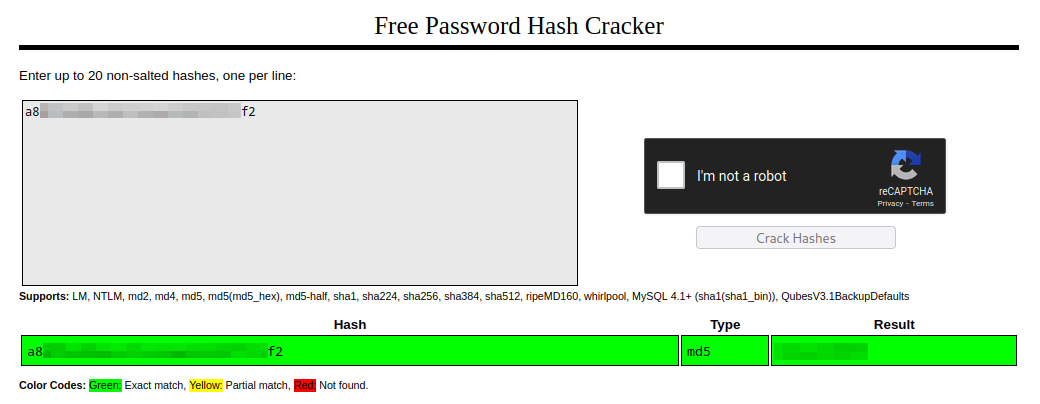 Free Password Hash Cracker
Enter up to 20 non-salted hashes, one per line:
a8 f2
I'm not a robot
reCAPTCHA
Privacy - Terms
Crack Hashes
Supports: LM, NTLM, md2, md4, md5, md5(md5_hex), md5-half, sha1, sha224, sha256, sha384, sha512, ripeMD160, whirlpool, MySQL 4.1+ (sha1(sha1_bin)), QubesV3.1BackupDefaults
Hash Type Result
a8 f2 md5
Color Codes: Green: Exact match, Yellow: Partial match, Red: Not found.